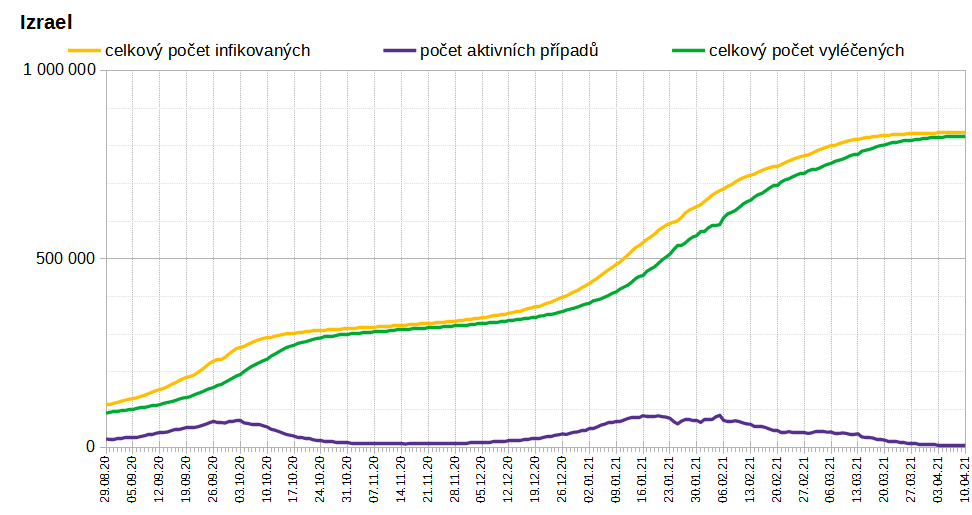 Izrael
celkový počet infikovaných počet aktivních případů celkový počet vyléčených
1 000 000
500 000
0
29.08.20 05.09.20 12.09.20 19.09.20 26.09.20 03.10.20 10.10.20 17.10.20 24.10.20 31.10.20 07.11.20 14.11.20 21.11.20 28.11.20 05.12.20 12.12.20 19.12.20 26.12.20 02.01.21 09.01.21 16.01.21 23.01.21 30.01.21 06.02.21 13.02.21 20.02.21 27.02.21 06.03.21 13.03.21 20.03.21 27.03.21 03.04.21 10.04.21